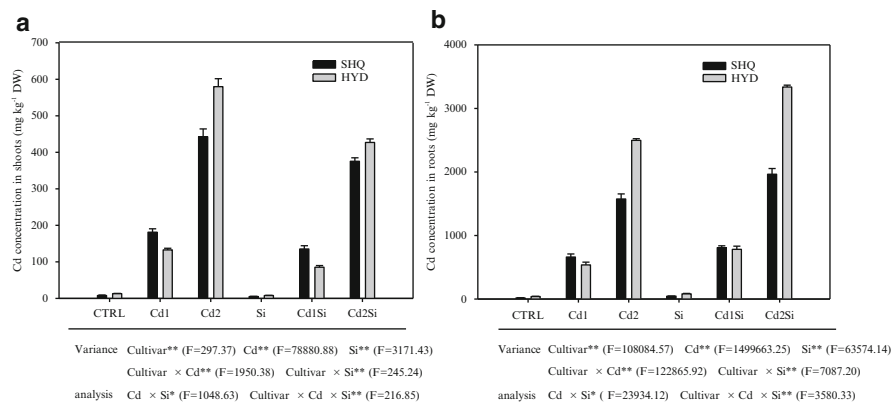 a
700
600
500
400
300
200
100
0
Cd concentration in shoots (mg kg⁻¹ DW)
SHQ
HYD
CTRL Cd1 Cd2 Si Cd1Si Cd2Si
Variance Cultivar** (F=297.37) Cd** (F=78880.88) Si** (F=3171.43)
Cultivar × Cd** (F=1950.38) Cultivar × Si** (F=245.24)
analysis Cd × Si* (F=1048.63) Cultivar × Cd × Si** (F=216.85)
b
4000
3200
2400
1600
800
0
Cd concentration in roots (mg kg⁻¹ DW)
SHQ
HYD
CTRL Cd1 Cd2 Si Cd1Si Cd2Si
Variance Cultivar** (F=108084.57) Cd** (F=1499663.25) Si** (F=63574.14)
Cultivar × Cd** (F=122865.92) Cultivar × Si** (F=7087.20)
analysis Cd × Si* ( F=23934.12) Cultivar × Cd × Si** (F=3580.33)